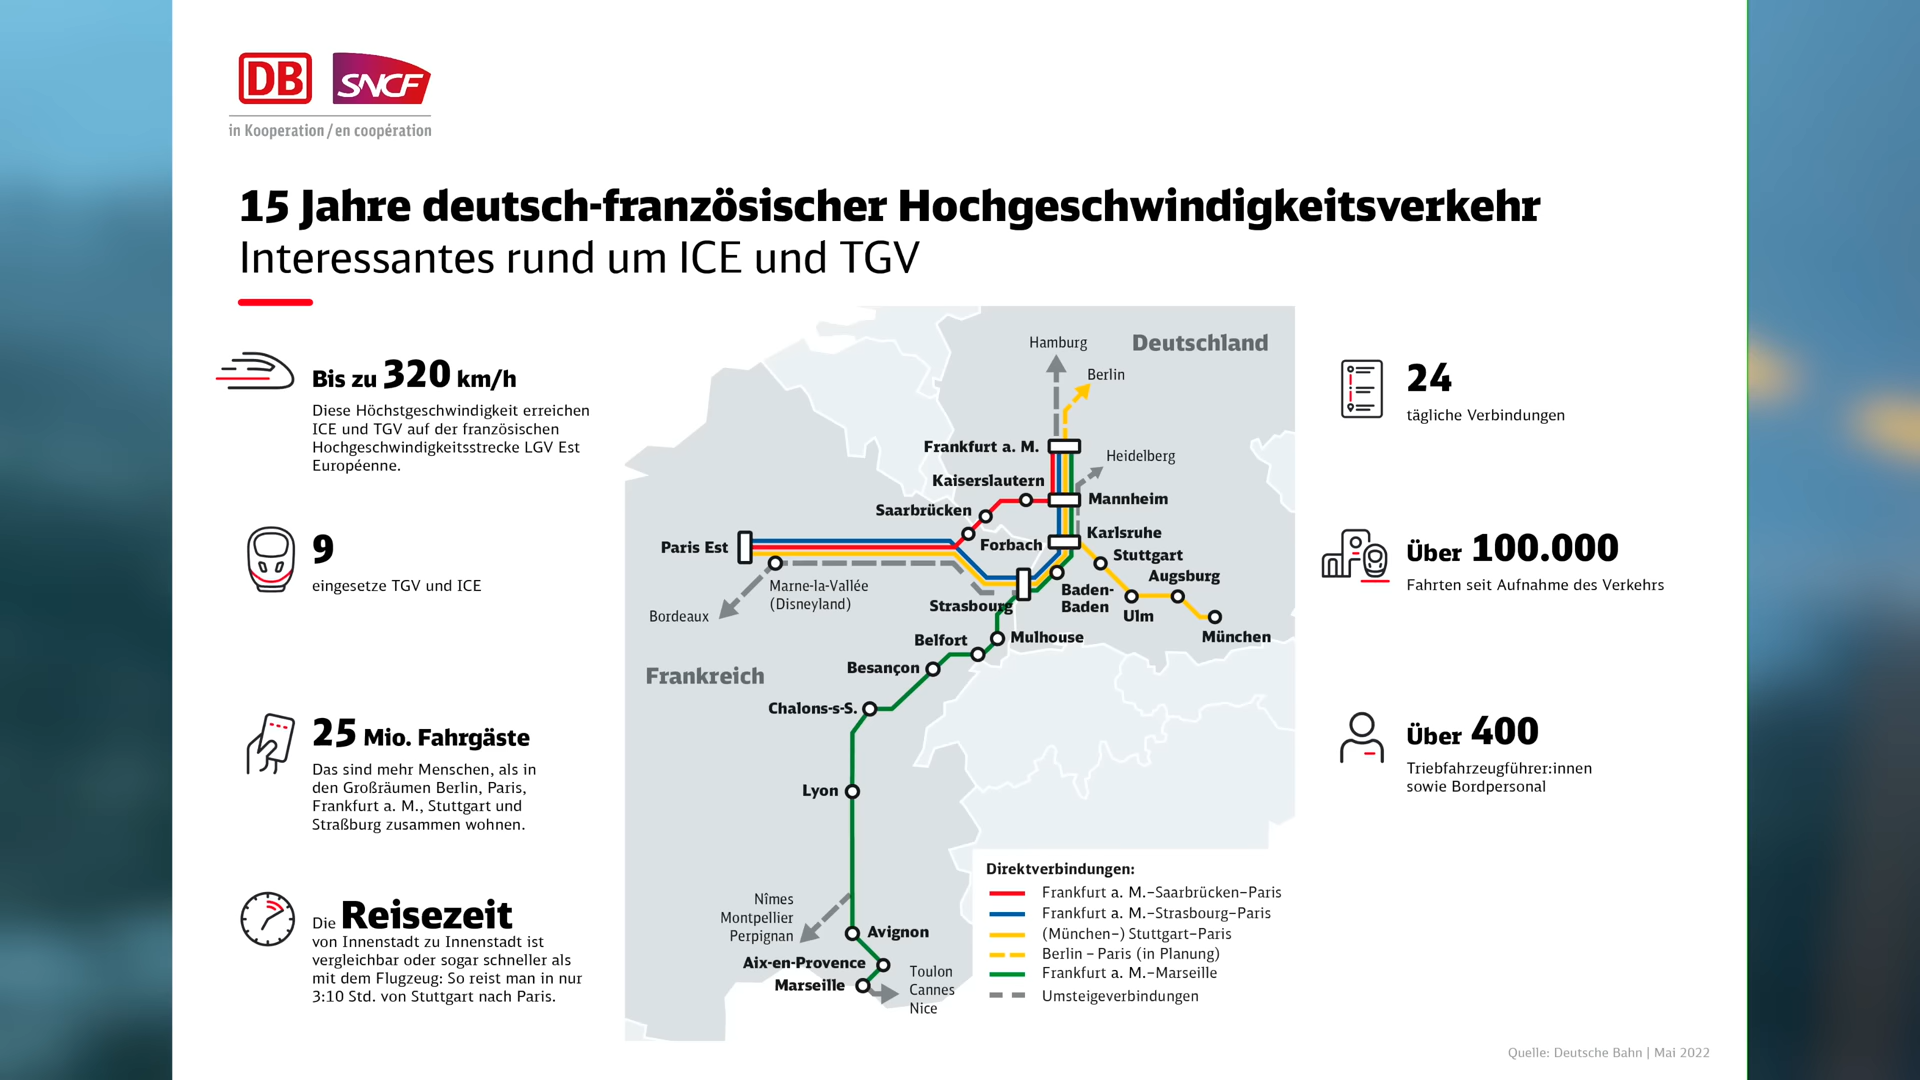 DB SNCF
in Kooperation / en coopération
15 Jahre deutsch-französischer Hochgeschwindigkeitsverkehr
Interessantes rund um ICE und TGV
Bis zu 320 km/h
Diese Höchstgeschwindigkeit erreichen
ICE und TGV auf der französischen
Hochgeschwindigkeitsstrecke LGV Est
Européenne.
9
eingesetze TGV und ICE
25 Mio. Fahrgäste
Das sind mehr Menschen, als in
den Großräumen Berlin, Paris,
Frankfurt a. M., Stuttgart und
Straßburg zusammen wohnen.
Die Reisezeit
von Innenstadt zu Innenstadt ist
vergleichbar oder sogar schneller als
mit dem Flugzeug: So reist man in nur
3:10 Std. von Stuttgart nach Paris.
Hamburg
Deutschland
Berlin
Frankfurt a. M.
Heidelberg
Kaiserslautern
Mannheim
Saarbrücken
Karlsruhe
Paris Est
Forbach
Stuttgart
Augsburg
Marne-la-Vallée
(Disneyland)
Baden-
Baden
Strasbourg
Ulm
Bordeaux
München
Belfort
Mulhouse
Besançon
Frankreich
Chalons-s-S.
Lyon
Nîmes
Montpellier
Perpignan
Avignon
Aix-en-Provence
Marseille
Toulon
Cannes
Nice
Direktverbindungen:
Frankfurt a. M.–Saarbrücken–Paris
Frankfurt a. M.–Strasbourg–Paris
(München–) Stuttgart–Paris
Berlin – Paris (in Planung)
Frankfurt a. M.–Marseille
Umsteigeverbindungen
24
tägliche Verbindungen
Über 100.000
Fahrten seit Aufnahme des Verkehrs
Über 400
Triebfahrzeugführer:innen
sowie Bordpersonal
Quelle: Deutsche Bahn | Mai 2022